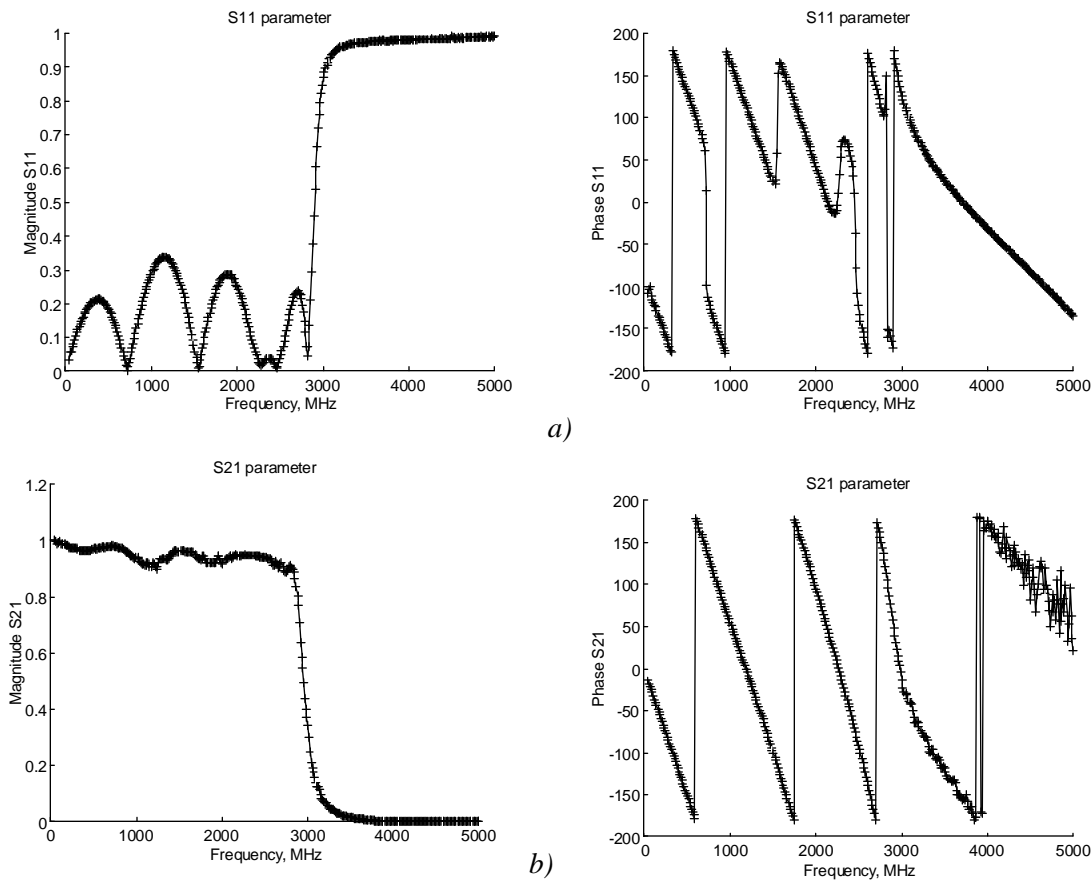 S11 parameter
1
0.9
0.8
0.7
0.6
0.5
0.4
0.3
0.2
0.1
0
Magnitude S11
0 1000 2000 3000 4000 5000
Frequency, MHz
S11 parameter
200
150
100
50
0
-50
-100
-150
-200
Phase S11
0 1000 2000 3000 4000 5000
Frequency, MHz
a)
S21 parameter
1.2
1
0.8
0.6
0.4
0.2
0
Magnitude S21
0 1000 2000 3000 4000 5000
Frequency, MHz
S21 parameter
200
150
100
50
0
-50
-100
-150
-200
Phase S21
0 1000 2000 3000 4000 5000
Frequency, MHz
b)